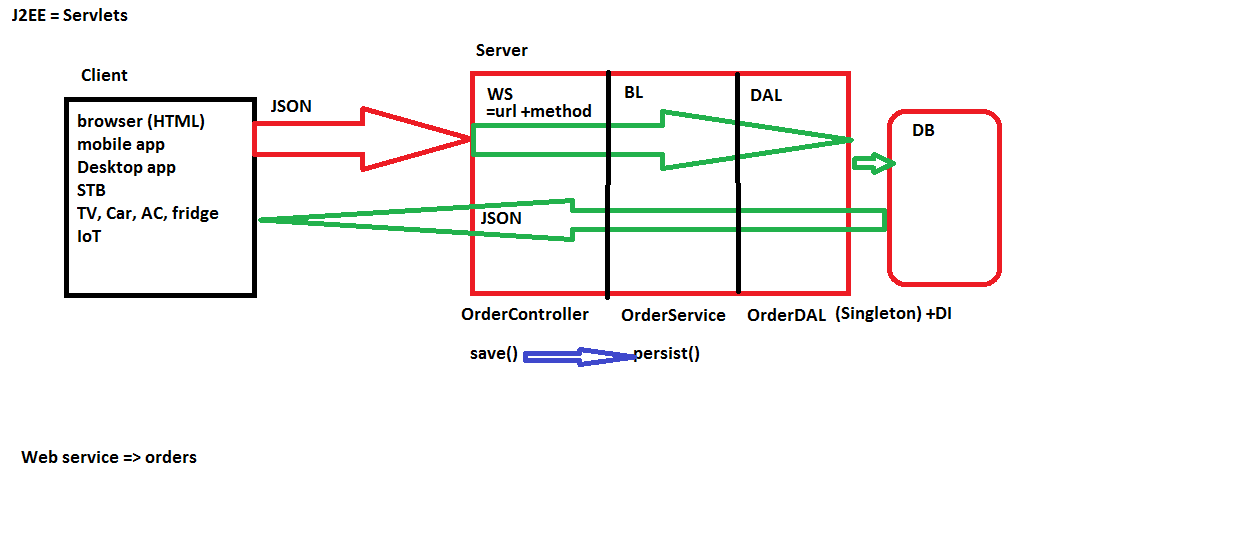 J2EE = Servlets
Server
Client
JSON
WS
=url +method
BL
DAL
DB
browser (HTML)
mobile app
Desktop app
STB
TV, Car, AC, fridge
IoT
JSON
OrderController
OrderService
OrderDAL
(Singleton) +DI
save()
persist()
Web service => orders